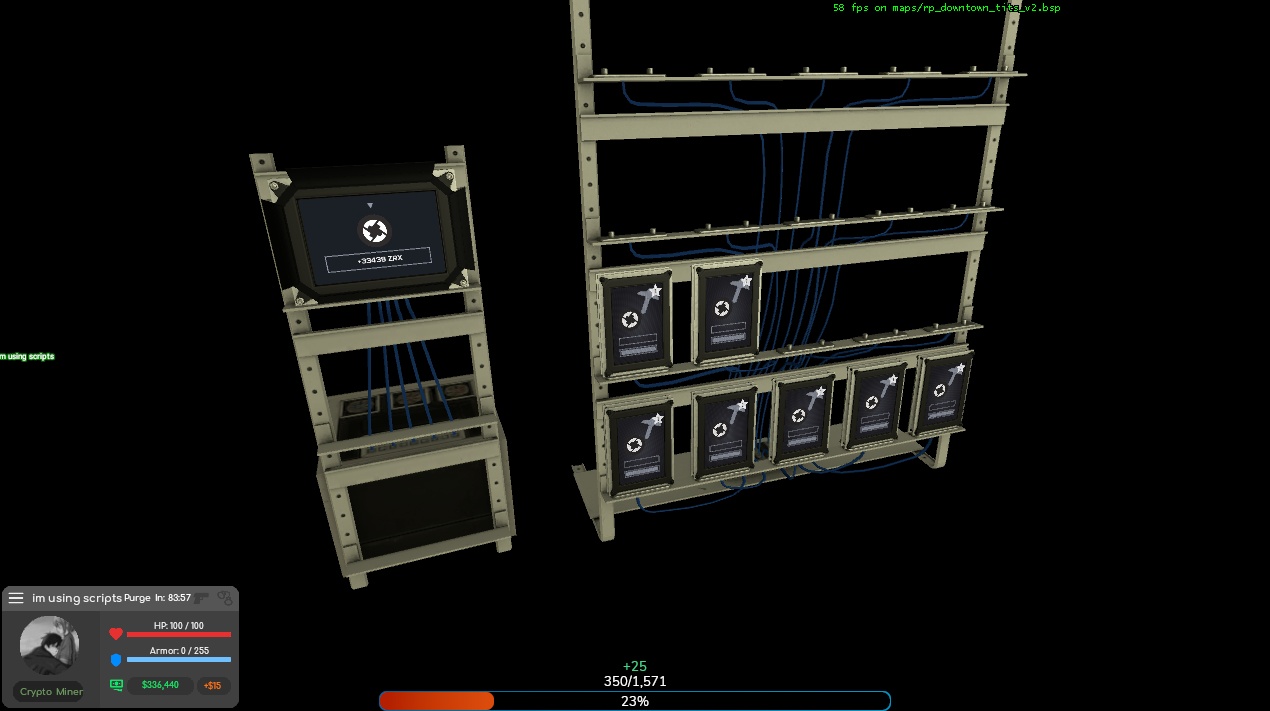 58 fps on maps/rp_downtown_tits_v2.bsp
+33438 ZRX
m using scripts
im using scripts Purge In: 83:57
HP: 100 / 100
Armor: 0 / 255
$336,440 +$15
Crypto Miner
+25
350/1,571
23%